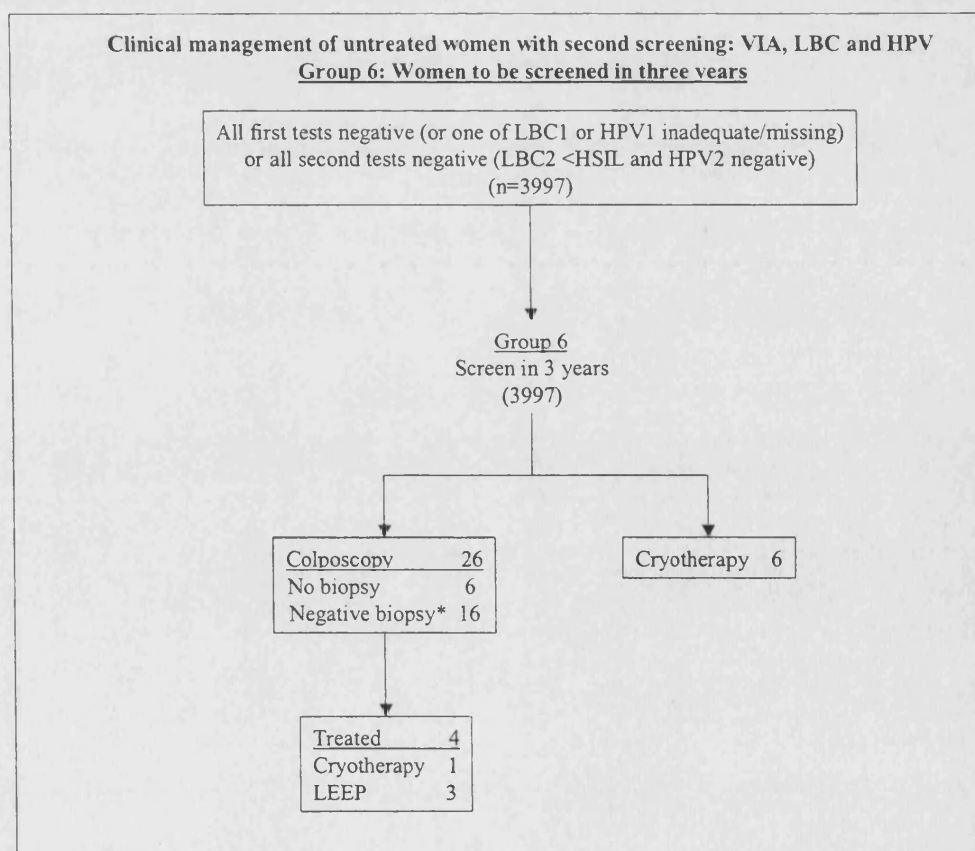 Clinical management of untreated women with second screening: VIA, LBC and HPV
Group 6: Women to be screened in three years
All first tests negative (or one of LBC1 or HPV1 inadequate/missing)
or all second tests negative (LBC2 <HSIL and HPV2 negative)
(n=3997)
Group 6
Screen in 3 years
(3997)
Colposcopy 26
No biopsy 6
Negative biopsy* 16
Cryotherapy 6
Treated 4
Cryotherapy 1
LEEP 3